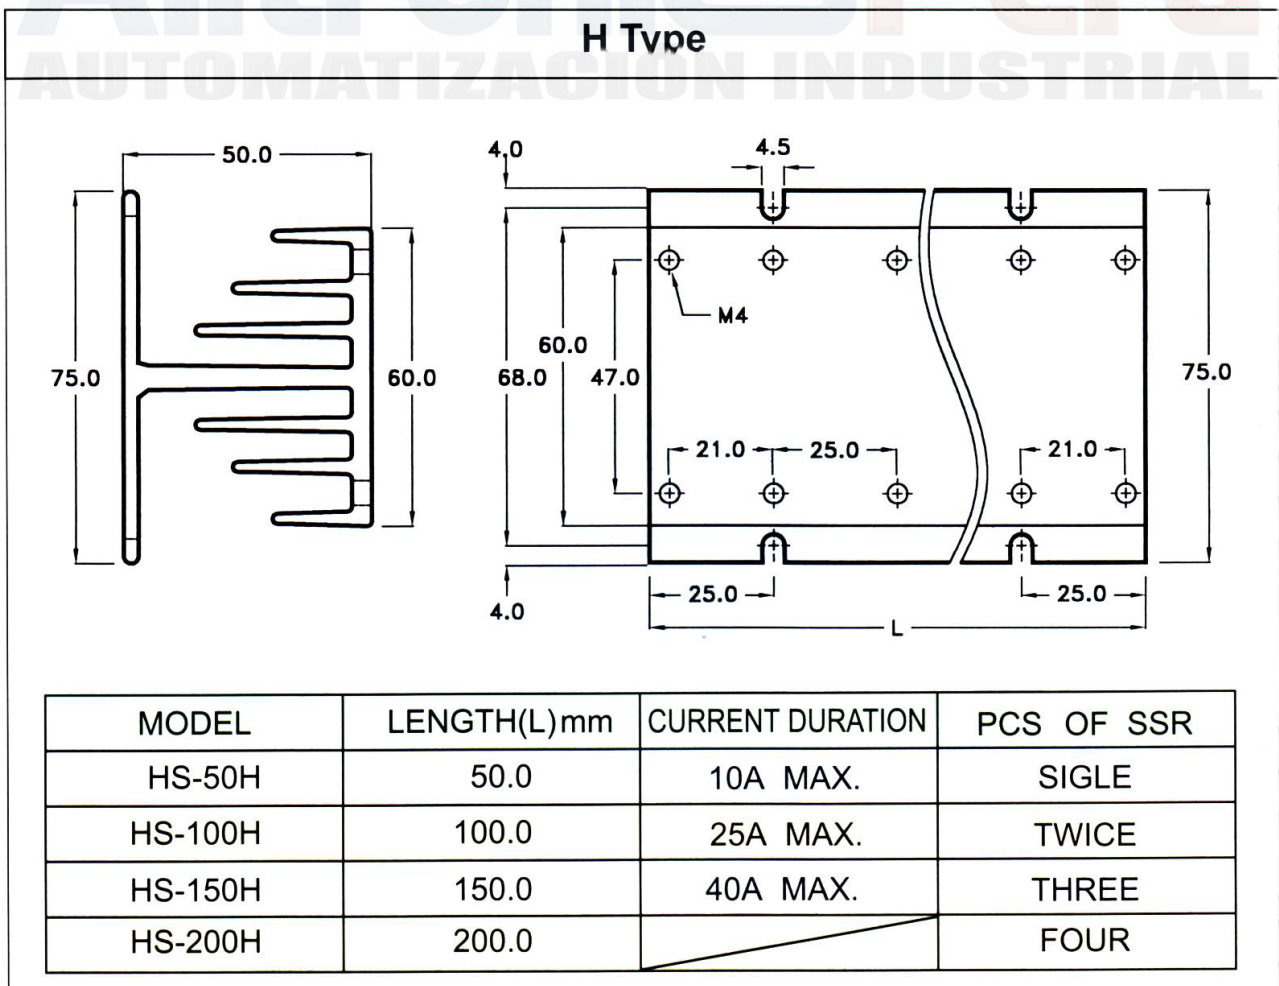 H Type
AUTOMATIZACIÓN INDUSTRIAL
50.0
4.0
4.5
M4
75.0
60.0
60.0
68.0
47.0
75.0
21.0
25.0
21.0
25.0
25.0
4.0
L
MODEL LENGTH(L)mm CURRENT DURATION PCS OF SSR
HS-50H 50.0 10A MAX. SIGLE
HS-100H 100.0 25A MAX. TWICE
HS-150H 150.0 40A MAX. THREE
HS-200H 200.0 FOUR